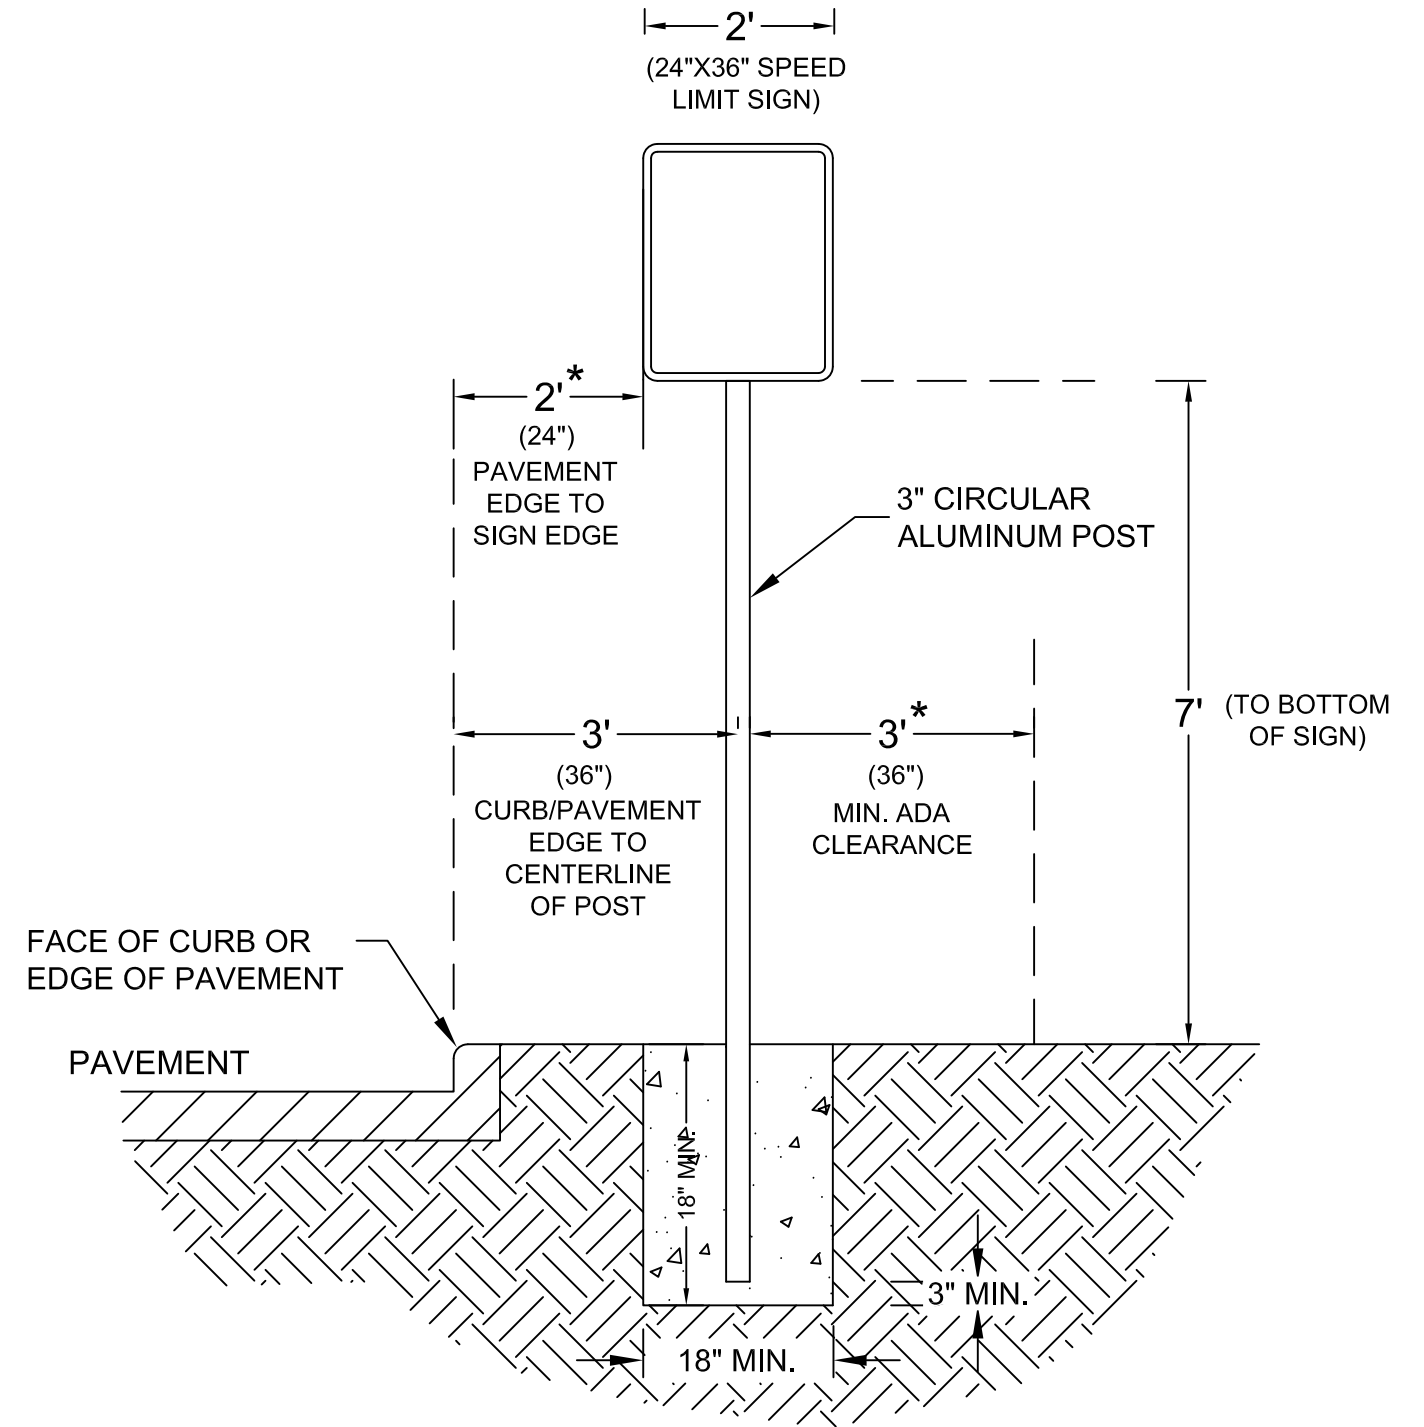 2'
(24"X36" SPEED
LIMIT SIGN)
2'*
(24")
PAVEMENT
EDGE TO
SIGN EDGE
3" CIRCULAR
ALUMINUM POST
7'
(TO BOTTOM
OF SIGN)
3'
(36")
CURB/PAVEMENT
EDGE TO
CENTERLINE
OF POST
3'*
(36")
MIN. ADA
CLEARANCE
FACE OF CURB OR
EDGE OF PAVEMENT
PAVEMENT
18" MIN.
3" MIN.
18" MIN.